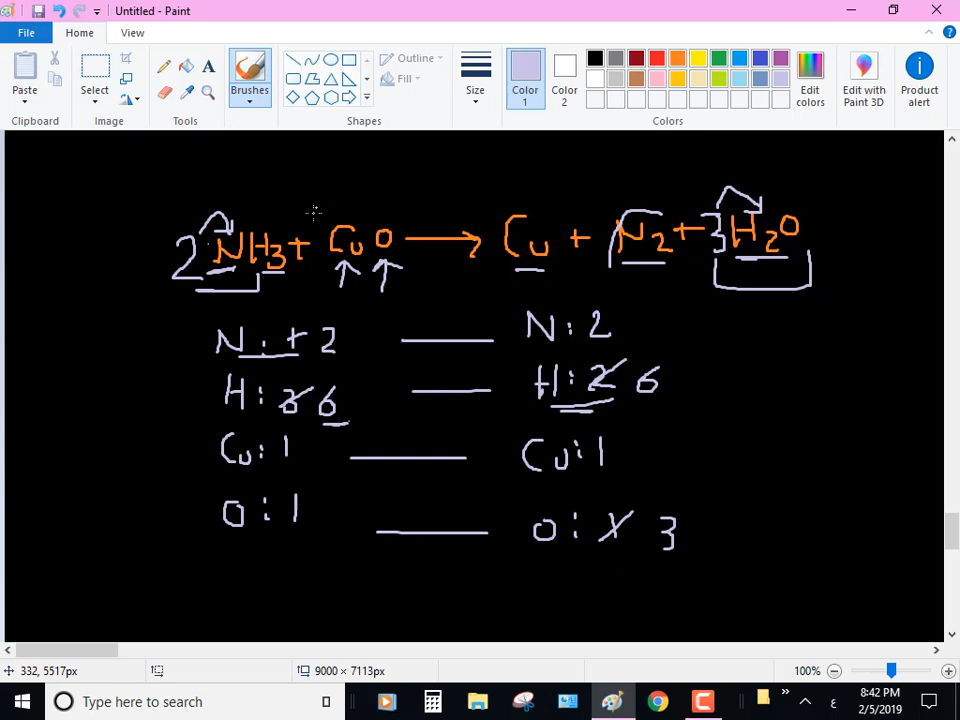 Untitled - Paint
File Home View
Paste Select Brushes Outline Fill Size Color 1 Color 2 Edit colors Edit with Paint 3D Product alert
Clipboard Image Tools Shapes Colors
2NH3 + CuO → Cu + N2 + 3H2O
N: 1 2 — N: 2
H: 3 6 — H: 2 6
Cu: 1 — Cu: 1
O: 1 — O: 1 3
332, 5517px 9000 × 7113px 100%
Type here to search
ع
8:42 PM
2/5/2019